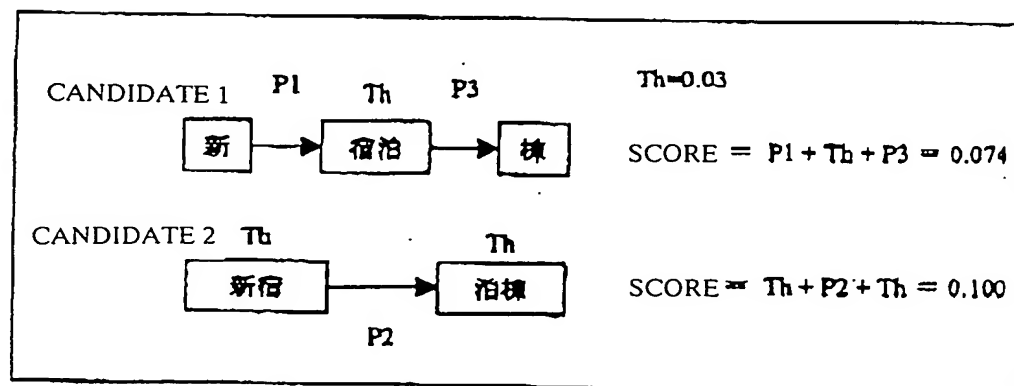 CANDIDATE 1 P1 Th P3 Th=0.03
新 宿泊 棟 SCORE = P1 + Th + P3 = 0.074
CANDIDATE 2 Th Th
新宿 泊棟 SCORE = Th + P2 + Th = 0.100
P2